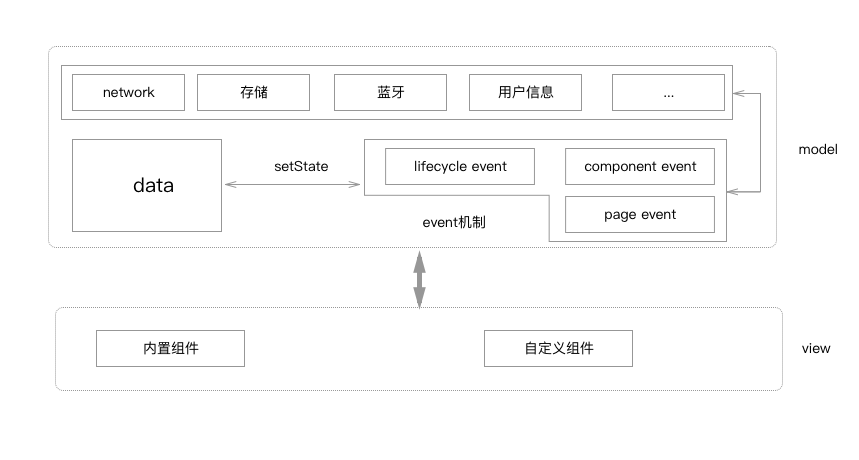 network
存储
蓝牙
用户信息
...
model
data
setState
lifecycle event
component event
page event
event机制
内置组件
自定义组件
view